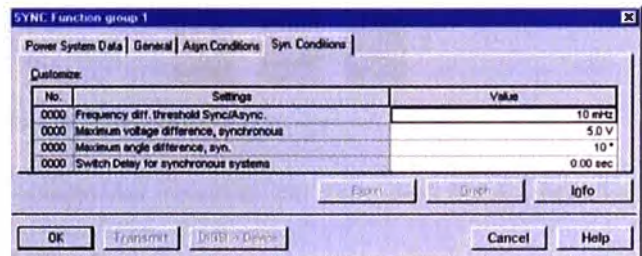 SYNC Function group 1
Power System Data General Asyn.Conditions Syn. Conditions
Customize:
No. Settings Value
0000 Frequency diff. threshold Sync/Async. 10 mHz
0000 Maximum voltage difference, synchronous 5.0 V
0000 Maximum angle difference, syn. 10 °
0000 Switch Delay for synchronous systems 0.00 sec
Info
OK Transmit Cancel Help